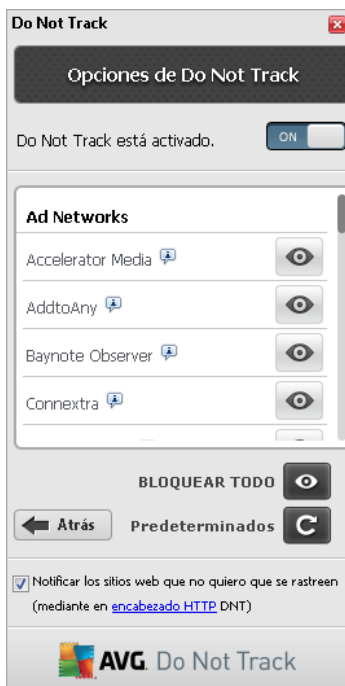 Do Not Track
Opciones de Do Not Track
Do Not Track está activado.
ON
Ad Networks
Accelerator Media
AddtoAny
Baynote Observer
Connextra
BLOQUEAR TODO
Atrás
Predeterminados
Notificar los sitios web que no quiero que se rastreen
(mediante en encabezado HTTP DNT)
AVG. Do Not Track